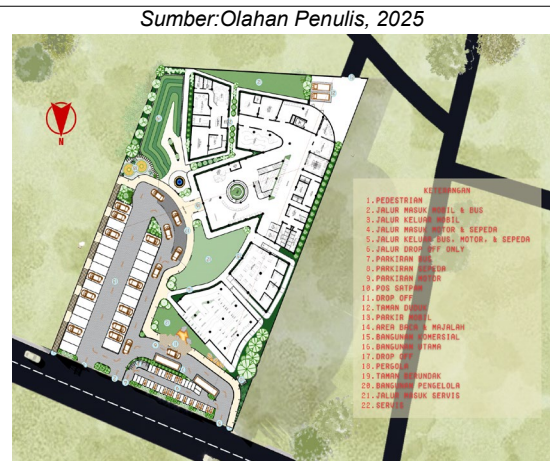 Sumber:Olahan Penulis, 2025
N
KETERANGAN
1.PEDESTRIAN
2.JALUR MASUK MOBIL & BUS
3.JALUR KELUAR MOBIL
4.JALUR MASUK MOTOR & SEPEDA
5.JALUR KELUAR BUS, MOTOR, & SEPEDA
6.JALUR DROP OFF ONLY
7.PARKIRAN BUS
8.PARKIRAN SEPEDA
9.PARKIRAN MOTOR
10.POS SATPAM
11.DROP OFF
12.TAMAN DUDUK
13.PARKIR MOBIL
14.AREA BACA & MAJALAH
15.BANGUNAN KOMERSIAL
16.BANGUNAN UTAMA
17.DROP OFF
18.PERGOLA
19.TAMAN BERUNDAK
20.BANGUNAN PENGELOLA
21.JALUR MASUK SERVIS
22.SERVIS